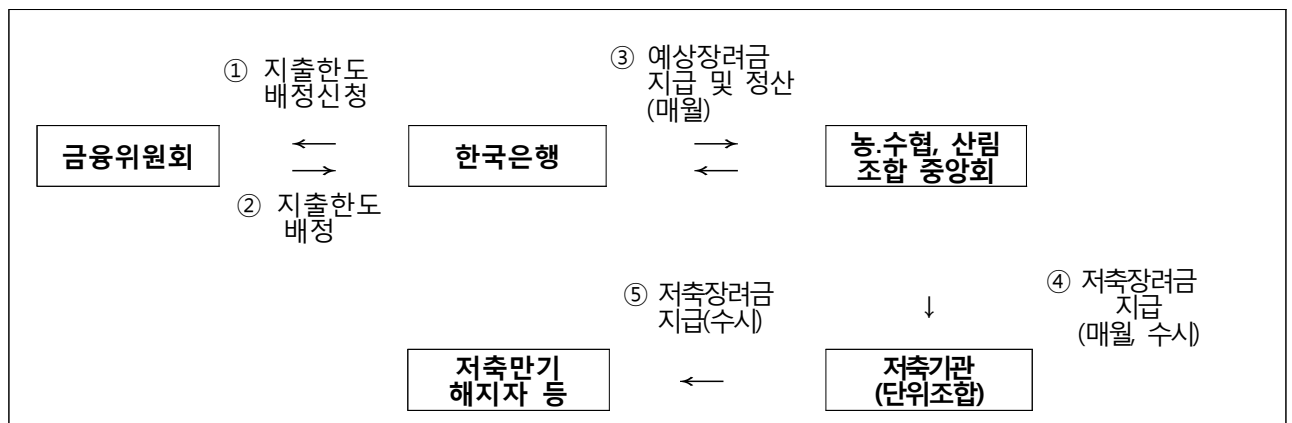 ① 지출한도
배정신청
③ 예상장려금
지급 및 정산
(매월)
금융위원회
←
→
한국은행
→
←
농.수협, 산림
조합 중앙회
② 지출한도
배정
⑤ 저축장려금
지급(수시)
↓
④ 저축장려금
지급
(매월, 수시)
저축만기
해지자 등
←
저축기관
(단위조합)